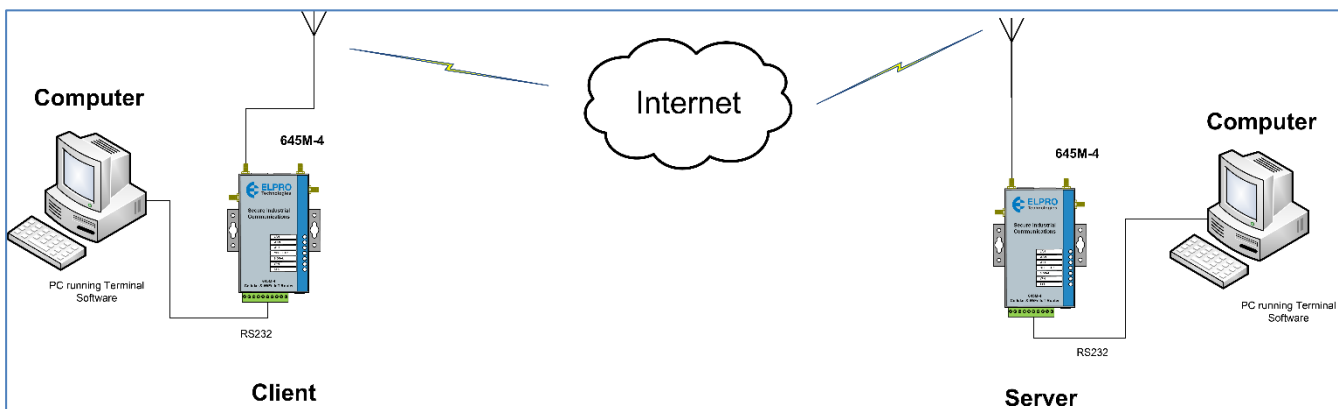 Computer
645M-4
ELPRO
Technologies
Secure Industrial
Communications
PC running Terminal
Software
RS232
Client
Internet
645M-4
Computer
ELPRO
Technologies
Secure Industrial
Communications
PC running Terminal
Software
RS232
Server